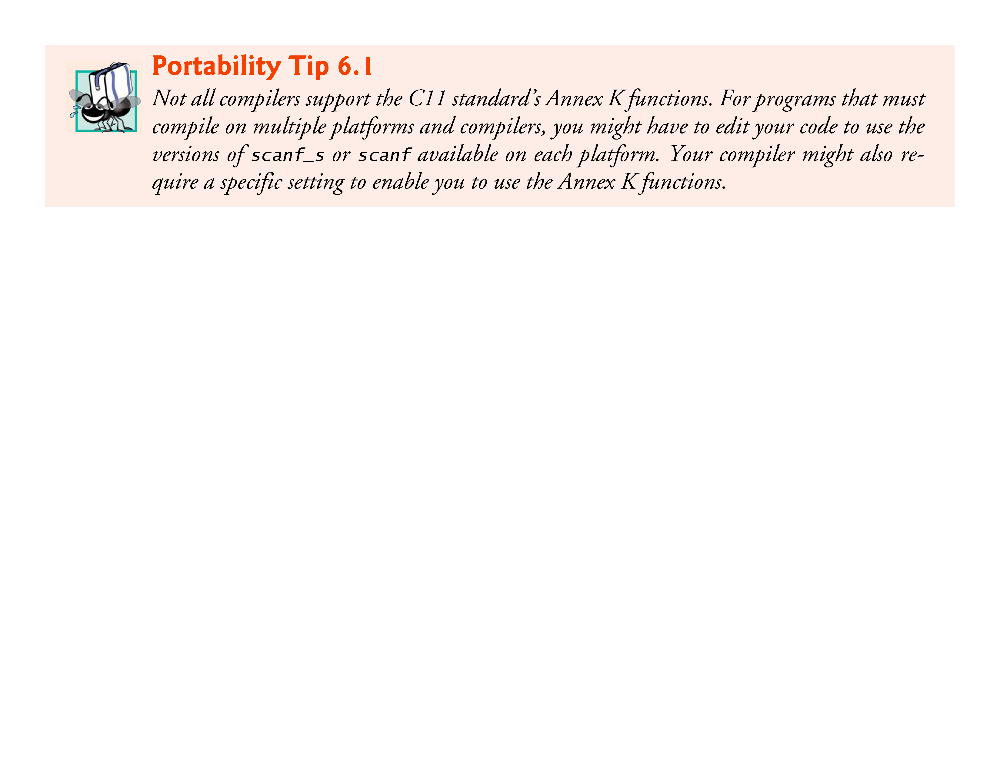 Portability Tip 6.1
Not all compilers support the C11 standard’s Annex K functions. For programs that must
compile on multiple platforms and compilers, you might have to edit your code to use the
versions of scanf_s or scanf available on each platform. Your compiler might also re-
quire a specific setting to enable you to use the Annex K functions.